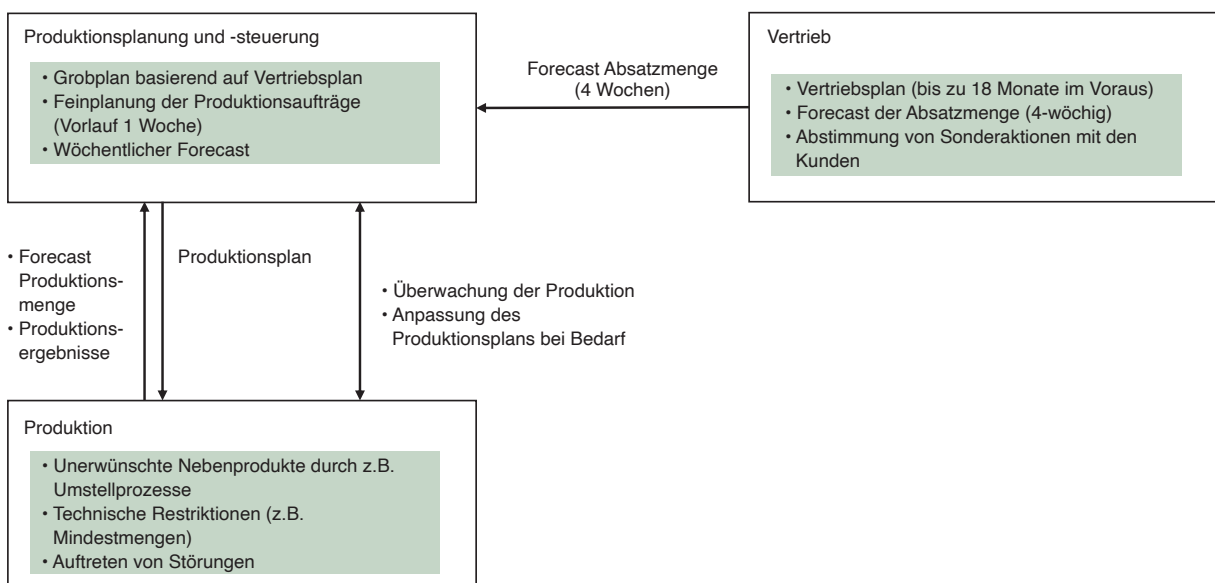 Produktionsplanung und -steuerung
• Grobplan basierend auf Vertriebsplan
• Feinplanung der Produktionsaufträge
(Vorlauf 1 Woche)
• Wöchentlicher Forecast
Forecast Absatzmenge
(4 Wochen)
Vertrieb
• Vertriebsplan (bis zu 18 Monate im Voraus)
• Forecast der Absatzmenge (4-wöchig)
• Abstimmung von Sonderaktionen mit den
Kunden
• Forecast
Produktions-
menge
• Produktions-
ergebnisse
Produktionsplan
• Überwachung der Produktion
• Anpassung des
Produktionsplans bei Bedarf
Produktion
• Unerwünschte Nebenprodukte durch z.B.
Umstellprozesse
• Technische Restriktionen (z.B.
Mindestmengen)
• Auftreten von Störungen